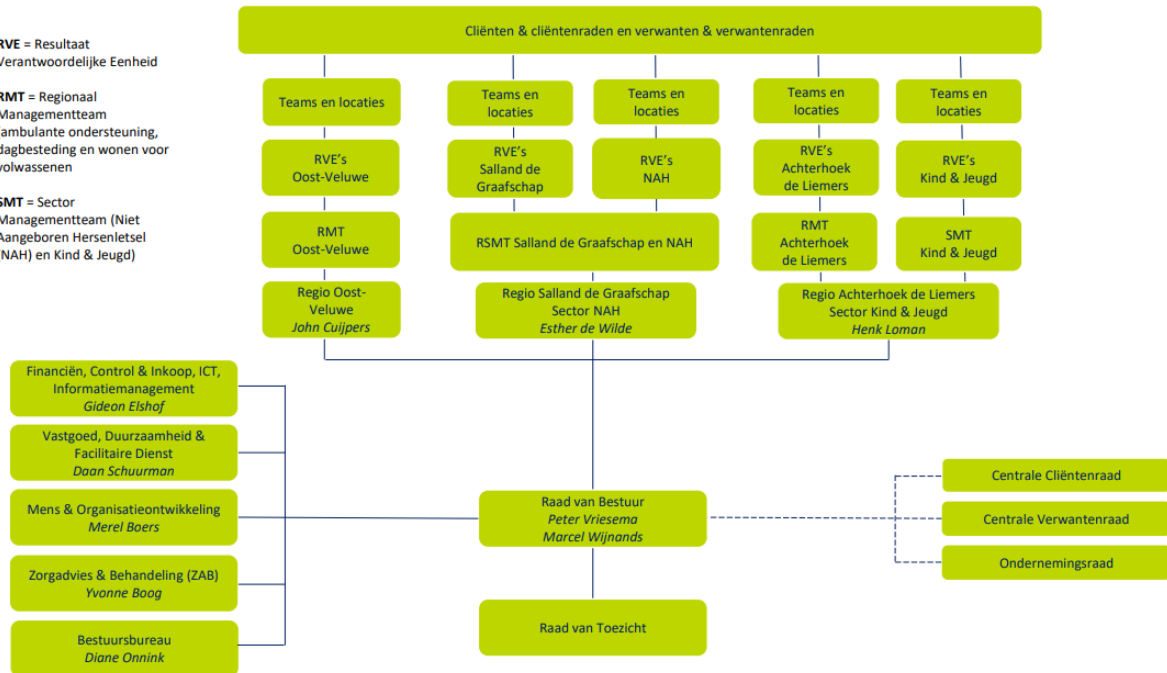 Cliënten & cliëntenraden en verwanten & verwantenraden
RVE = Resultaat
Verantwoordelijke Eenheid
RMT = Regionaal
Managementteam
(ambulante ondersteuning,
dagbesteding en wonen voor
volwassenen
SMT = Sector
Managementteam (Niet
Aangeboren Hersenletsel
(NAH) en Kind & Jeugd)
Teams en locaties
Teams en
locaties
Teams en
locaties
Teams en
locaties
Teams en
locaties
RVE's
Oost-Veluwe
RVE's
Salland de
Graafschap
RVE's
NAH
RVE's
Achterhoek
de Liemers
RVE's
Kind & Jeugd
RMT
Oost-Veluwe
RSMT Salland de Graafschap en NAH
RMT
Achterhoek
de Liemers
SMT
Kind & Jeugd
Regio Oost-
Veluwe
John Cuijpers
Regio Salland de Graafschap
Sector NAH
Esther de Wilde
Regio Achterhoek de Liemers
Sector Kind & Jeugd
Henk Loman
Financiën, Control & Inkoop, ICT,
Informatiemanagement
Gideon Elshof
Vastgoed, Duurzaamheid &
Facilitaire Dienst
Daan Schuurman
Mens & Organisatieontwikkeling
Merel Boers
Zorgadvies & Behandeling (ZAB)
Yvonne Boog
Bestuursbureau
Diane Onnink
Raad van Bestuur
Peter Vriesema
Marcel Wijnands
Raad van Toezicht
Centrale Cliëntenraad
Centrale Verwantenraad
Ondernemingsraad